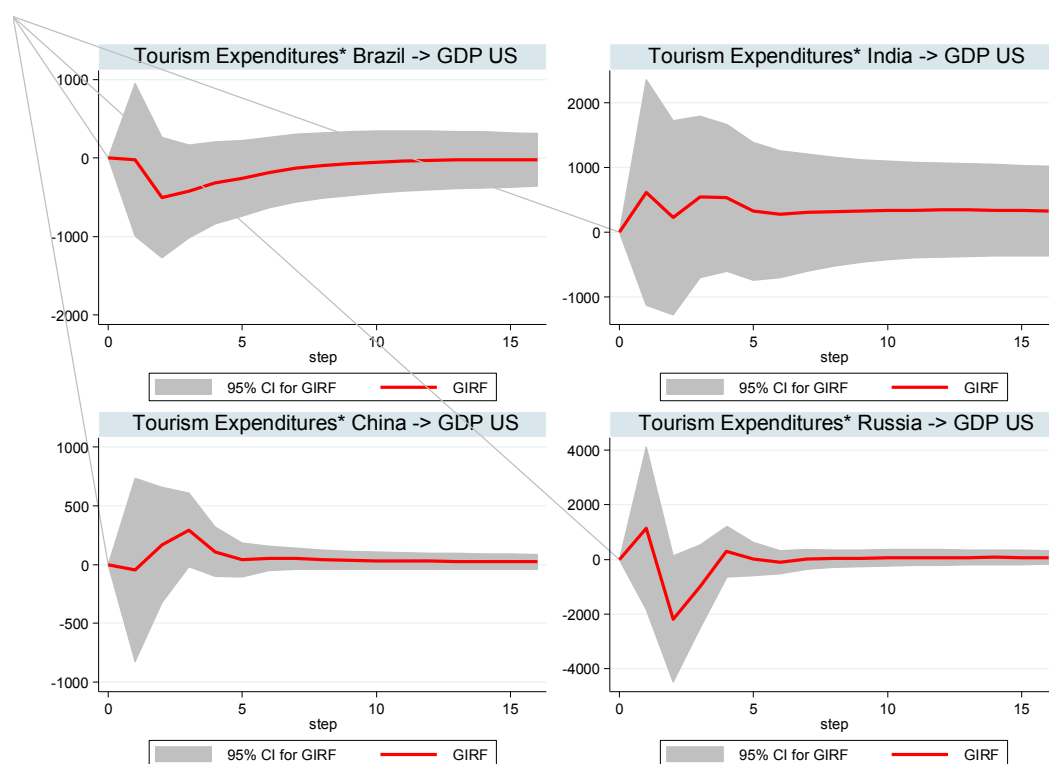 Tourism Expenditures* Brazil -> GDP US
1000
0
-1000
-2000
0 5 10 15
step
95% CI for GIRF GIRF
Tourism Expenditures* India -> GDP US
2000
1000
0
-1000
0 5 10 15
step
95% CI for GIRF GIRF
Tourism Expenditures* China -> GDP US
1000
500
0
-500
-1000
0 5 10 15
step
95% CI for GIRF GIRF
Tourism Expenditures* Russia -> GDP US
4000
2000
0
-2000
-4000
0 5 10 15
step
95% CI for GIRF GIRF